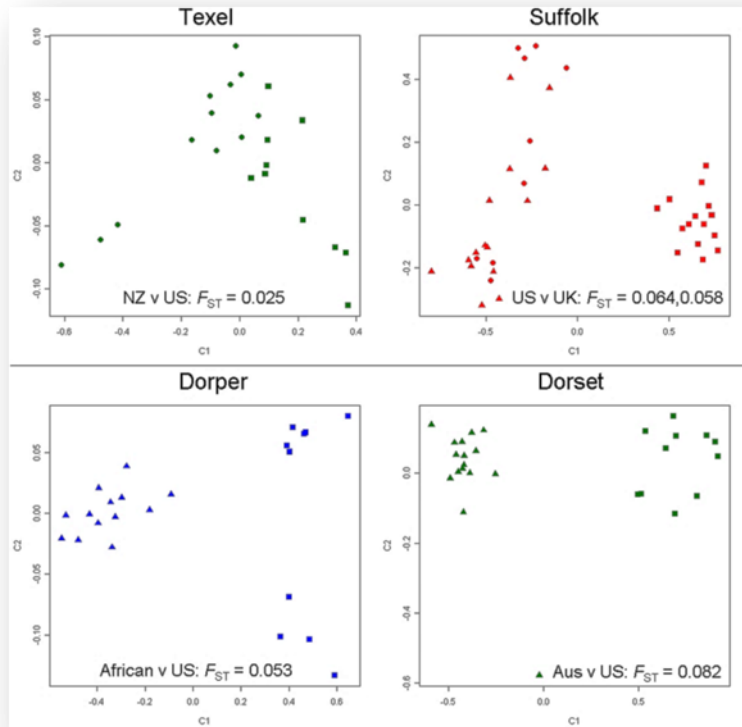 Texel
Suffolk
0.10
0.05
0.00
-0.05
-0.10
C2
NZ v US: FST = 0.025
-0.6
-0.4
-0.2
0.0
0.2
0.4
C1
0.4
0.2
0.0
-0.2
C2
US v UK: FST = 0.064,0.058
-0.5
0.0
0.5
C1
Dorper
Dorset
0.05
0.00
-0.05
-0.10
C2
African v US: FST = 0.053
-0.4
-0.2
0.0
0.2
0.4
0.6
C1
0.0
-0.2
-0.4
-0.6
C2
Aus v US: FST = 0.082
-0.5
0.0
0.5
C1